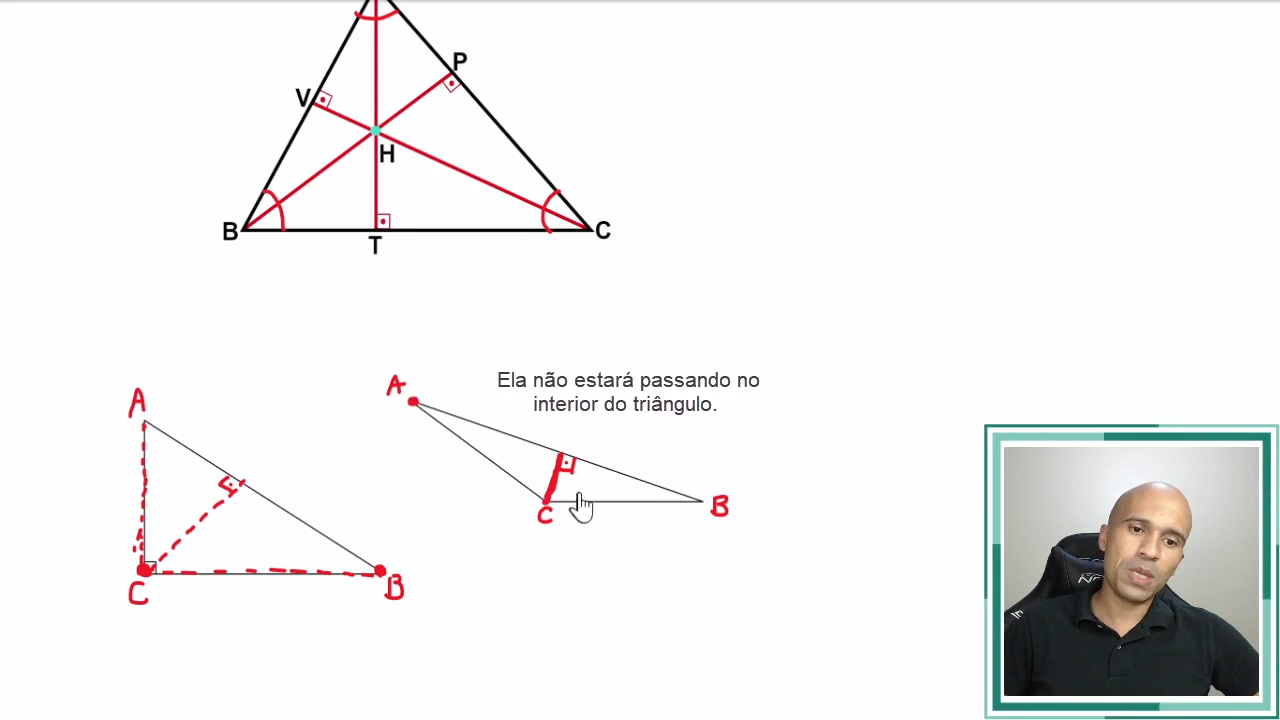 P
V
H
B
C
T
Ela não estará passando no
interior do triângulo.
A
A
C
B
C
B